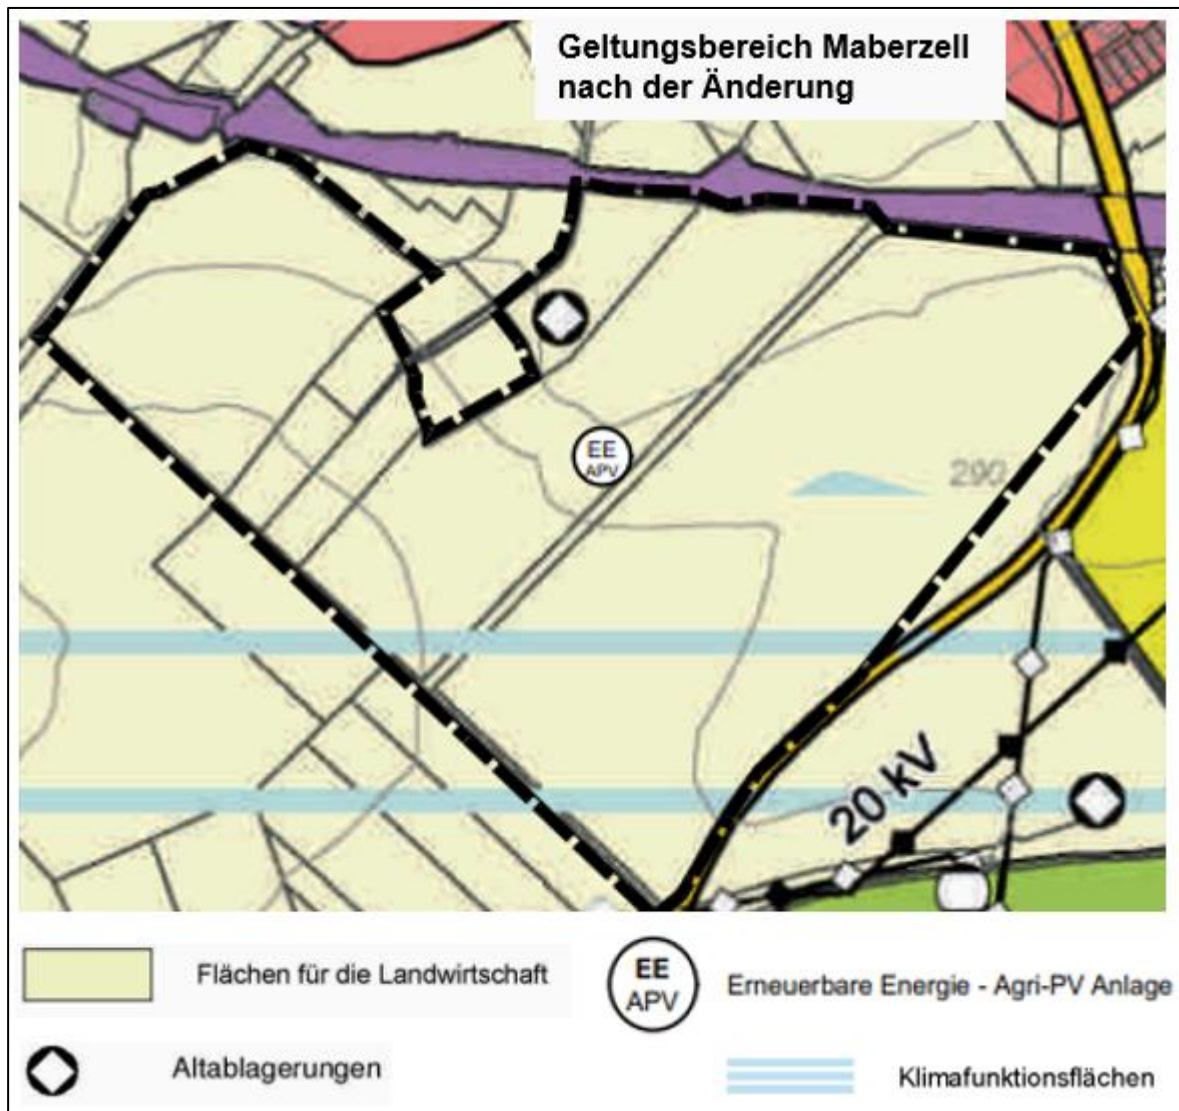 Geltungsbereich Maberzell
nach der Änderung
EE
APV
290
20 kV
Flächen für die Landwirtschaft
EE
APV
Erneuerbare Energie - Agri-PV Anlage
Altablagerungen
Klimafunktionsflächen